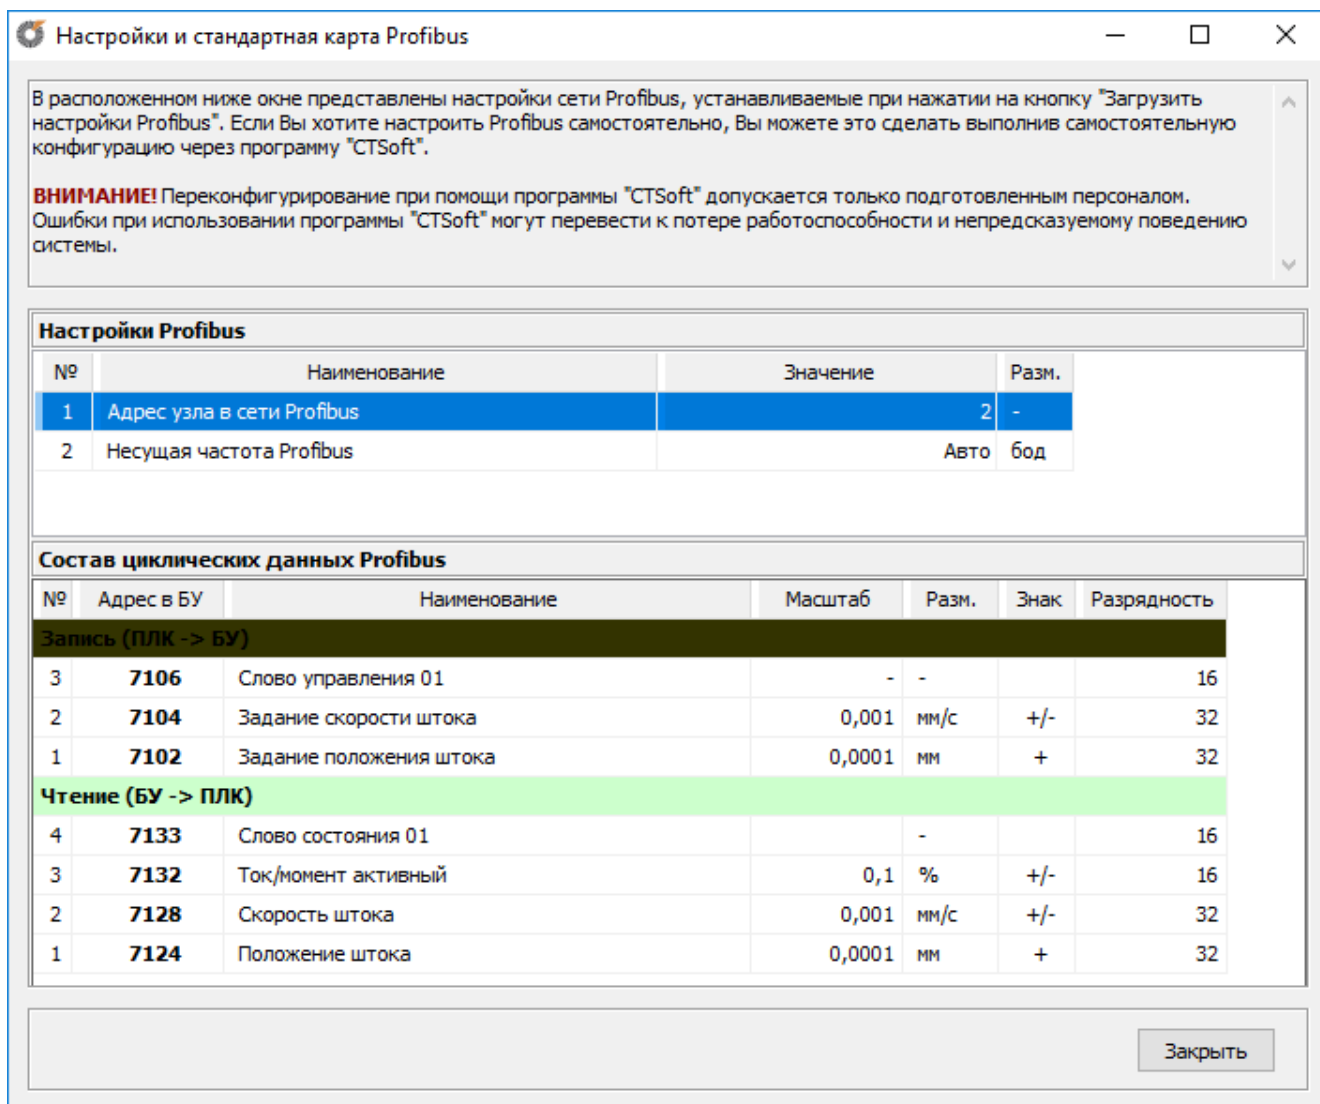 Настройки и стандартная карта Profibus
В расположенном ниже окне представлены настройки сети Profibus, устанавливаемые при нажатии на кнопку "Загрузить
настройки Profibus". Если Вы хотите настроить Profibus самостоятельно, Вы можете это сделать выполнив самостоятельную
конфигурацию через программу "CTSoft".
ВНИМАНИЕ! Переконфигурирование при помощи программы "CTSoft" допускается только подготовленным персоналом.
Ошибки при использовании программы "CTSoft" могут перевести к потере работоспособности и непредсказуемому поведению
системы.
Настройки Profibus
№ Наименование Значение Разм.
1 Адрес узла в сети Profibus 2 -
2 Несущая частота Profibus Авто бод
Состав циклических данных Profibus
№ Адрес в БУ Наименование Масштаб Разм. Знак Разрядность
Запись (ПЛК -> БУ)
3 7106 Слово управления 01 - - 16
2 7104 Задание скорости штока 0,001 мм/с +/- 32
1 7102 Задание положения штока 0,0001 мм + 32
Чтение (БУ -> ПЛК)
4 7133 Слово состояния 01 - 16
3 7132 Ток/момент активный 0,1 % +/- 16
2 7128 Скорость штока 0,001 мм/с +/- 32
1 7124 Положение штока 0,0001 мм + 32
Закрыть